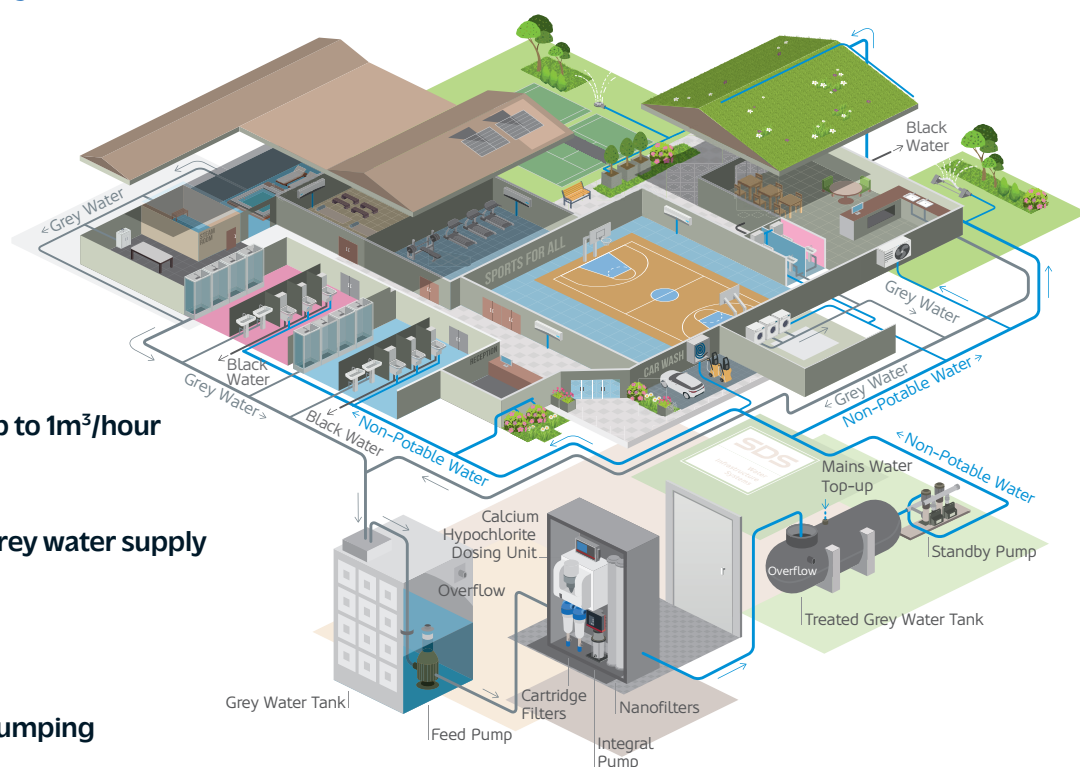 Black
Water
Grey Water
STEAM
ROOM
SPORTS FOR ALL
Grey Water
RECEPTION
CAR WASH
Black
Water
Grey Water
Grey Water
Non-Potable Water
Black Water
Non-Potable Water
Non-Potable Water
to 1m³/hour
SDS
Mains Water
Top-up
Calcium
Hypochlorite
Dosing Unit
rey water supply
Standby Pump
Overflow
Overflow
Treated Grey Water Tank
Grey Water Tank
Cartridge
Filters
Nanofilters
umping
Feed Pump
Integral
Pump